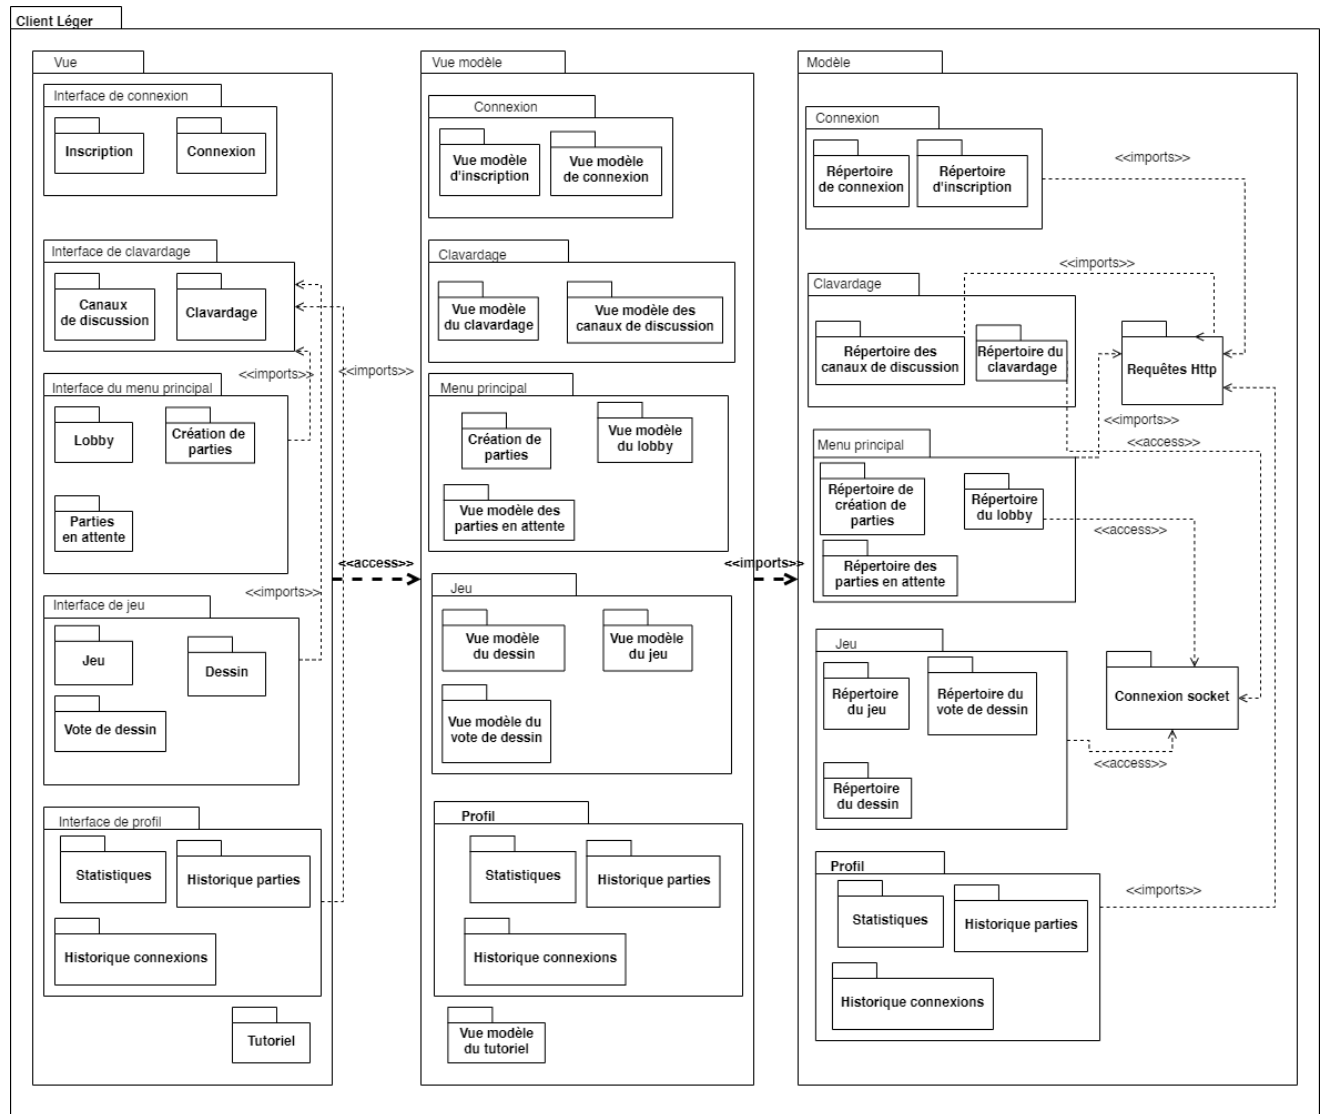 Client Léger
Vue
Interface de connexion
Inscription
Connexion
Interface de clavardage
Canaux
de discussion
Clavardage
<<imports>>
<<imports>>
Interface du menu principal
Lobby
Création de
parties
Parties
en attente
<<imports>>
Interface de jeu
Jeu
Dessin
Vote de dessin
Interface de profil
Statistiques
Historique parties
Historique connexions
Tutoriel
<<access>>
Vue modèle
Connexion
Vue modèle
d'inscription
Vue modèle
de connexion
Clavardage
Vue modèle
du clavardage
Vue modèle des
canaux de discussion
Menu principal
Création de
parties
Vue modèle
du lobby
Vue modèle des
parties en attente
Jeu
Vue modèle
du dessin
Vue modèle
du jeu
Vue modèle du
vote de dessin
Profil
Statistiques
Historique parties
Historique connexions
Vue modèle
du tutoriel
<<imports>>
Modèle
Connexion
Répertoire
de connexion
Répertoire
d'inscription
<<imports>>
<<imports>>
Clavardage
Répertoire des
canaux de discussion
Répertoire du
clavardage
Requêtes Http
<<imports>>
<<access>>
Menu principal
Répertoire de
création de
parties
Répertoire
du lobby
Répertoire des
parties en attente
<<access>>
Jeu
Répertoire
du jeu
Répertoire du
vote de dessin
Répertoire
du dessin
Connexion socket
<<access>>
Profil
Statistiques
Historique parties
Historique connexions
<<imports>>